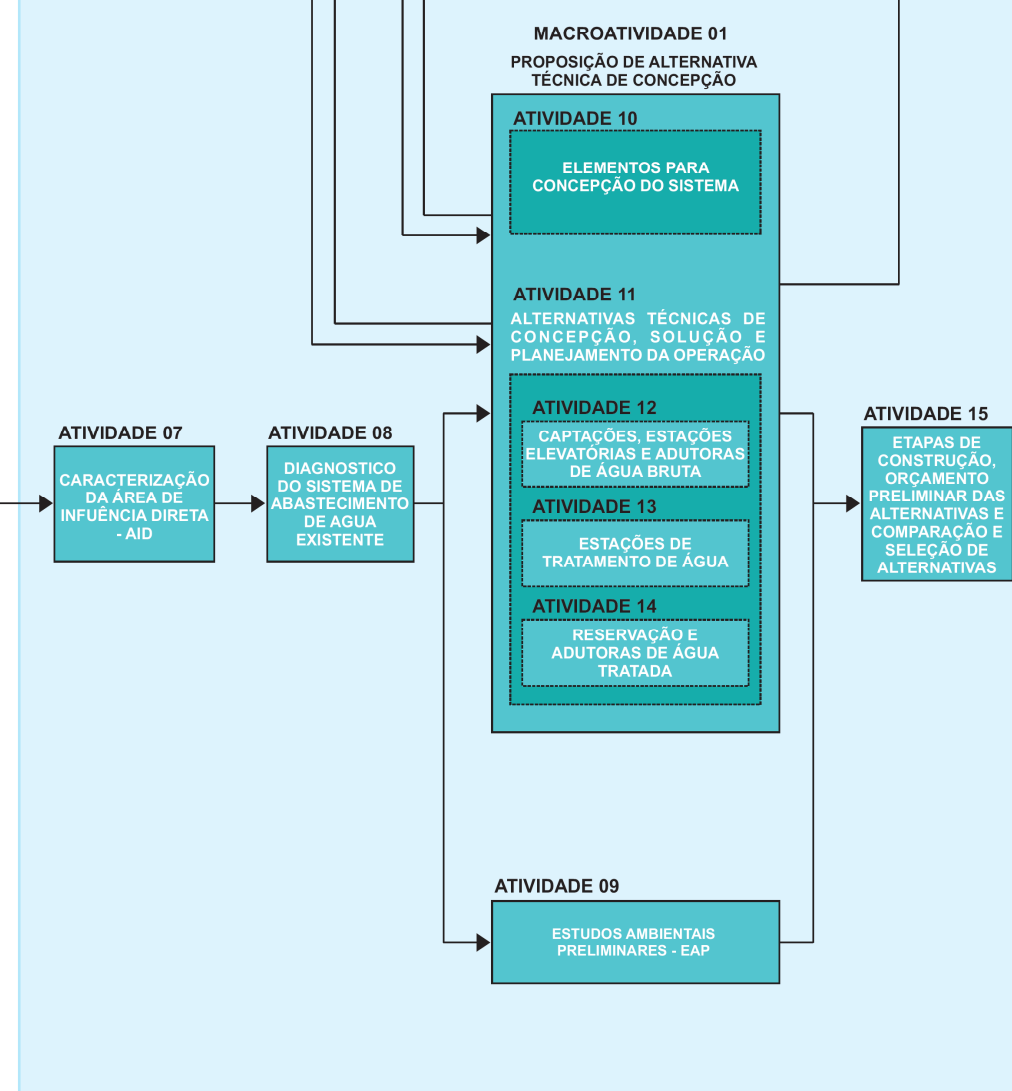 MACROATIVIDADE 01
PROPOSIÇÃO DE ALTERNATIVA
TÉCNICA DE CONCEPÇÃO
ATIVIDADE 10
ELEMENTOS PARA
CONCEPÇÃO DO SISTEMA
ATIVIDADE 11
ALTERNATIVAS TÉCNICAS DE
CONCEPÇÃO, SOLUÇÃO E
PLANEJAMENTO DA OPERAÇÃO
ATIVIDADE 12
CAPTAÇÕES, ESTAÇÕES
ELEVATÓRIAS E ADUTORAS
DE ÁGUA BRUTA
ATIVIDADE 13
ESTAÇÕES DE
TRATAMENTO DE ÁGUA
ATIVIDADE 14
RESERVAÇÃO E
ADUTORAS DE ÁGUA
TRATADA
ATIVIDADE 07
CARACTERIZAÇÃO
DA ÁREA DE
INFUÊNCIA DIRETA
- AID
ATIVIDADE 08
DIAGNOSTICO
DO SISTEMA DE
ABASTECIMENTO
DE AGUA
EXISTENTE
ATIVIDADE 15
ETAPAS DE
CONSTRUÇÃO,
ORÇAMENTO
PRELIMINAR DAS
ALTERNATIVAS E
COMPARAÇÃO E
SELEÇÃO DE
ALTERNATIVAS
ATIVIDADE 09
ESTUDOS AMBIENTAIS
PRELIMINARES - EAP